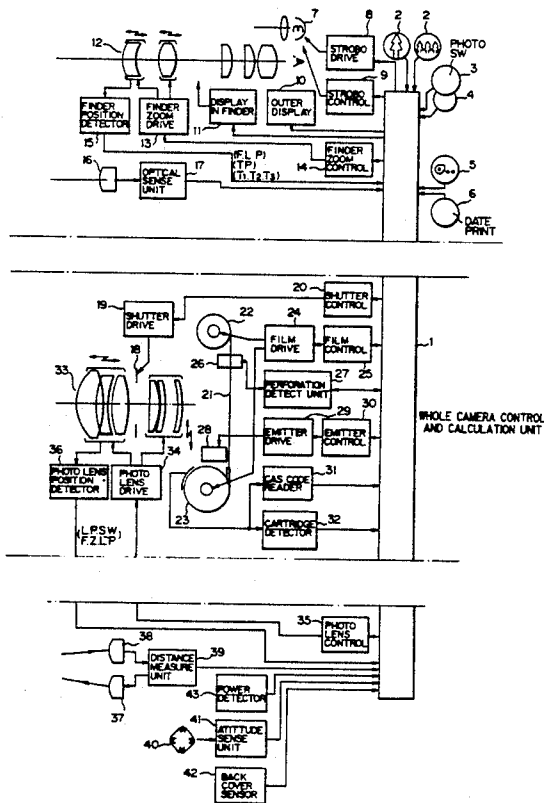 7
8
2
2
12
STROBO DRIVE
PHOTO SW
3
4
10
9
FINDER POSITION DETECTOR
FINDER ZOOM DRIVE
DISPLAY IN FINDER
OUTER DISPLAY
STROBO CONTROL
15
13
11
16
17
OPTICAL SENSE UNIT
(F.L.P)
(TP)
(T1.T2.T3)
14
FINDER ZOOM CONTROL
5
6
DATE PRINT
20
19
22
24
SHUTTER CONTROL
SHUTTER DRIVE
FILM DRIVE
FILM CONTROL
1
18
26
25
33
21
PERFORATION DETECT UNIT
27
WHOLE CAMERA CONTROL AND CALCULATION UNIT
28
29
30
EMITTER DRIVE
EMITTER CONTROL
36
34
31
PHOTO LENS POSITION DETECTOR
PHOTO LENS DRIVE
CAS CODE READER
23
32
CARTRIDGE DETECTOR
(L.P.SW)
F.Z.L.P
35
PHOTO LENS CONTROL
38
39
DISTANCE MEASURE UNIT
37
43
POWER DETECTOR
41
40
ATITTUDE SENSE UNIT
42
BACK COVER SENSOR